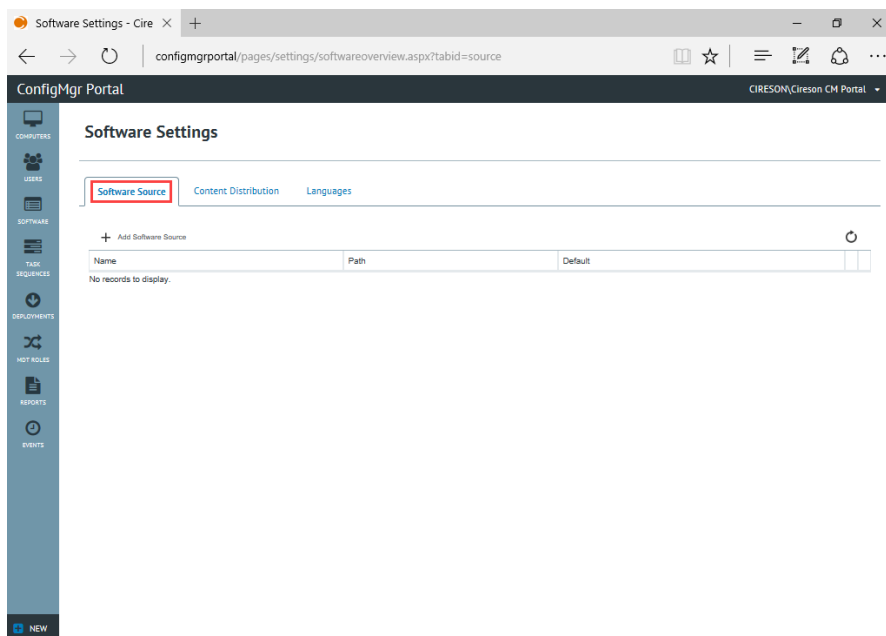 Software Settings - Cire
configmgrportal/pages/settings/softwareoverview.aspx?tabid=source
ConfigMgr Portal
CIRESON\Cireson CM Portal
COMPUTERS
USERS
SOFTWARE
TASK
SEQUENCES
DEPLOYMENTS
MDT ROLES
REPORTS
EVENTS
NEW
Software Settings
Software Source Content Distribution Languages
Add Software Source
Name Path Default
No records to display.